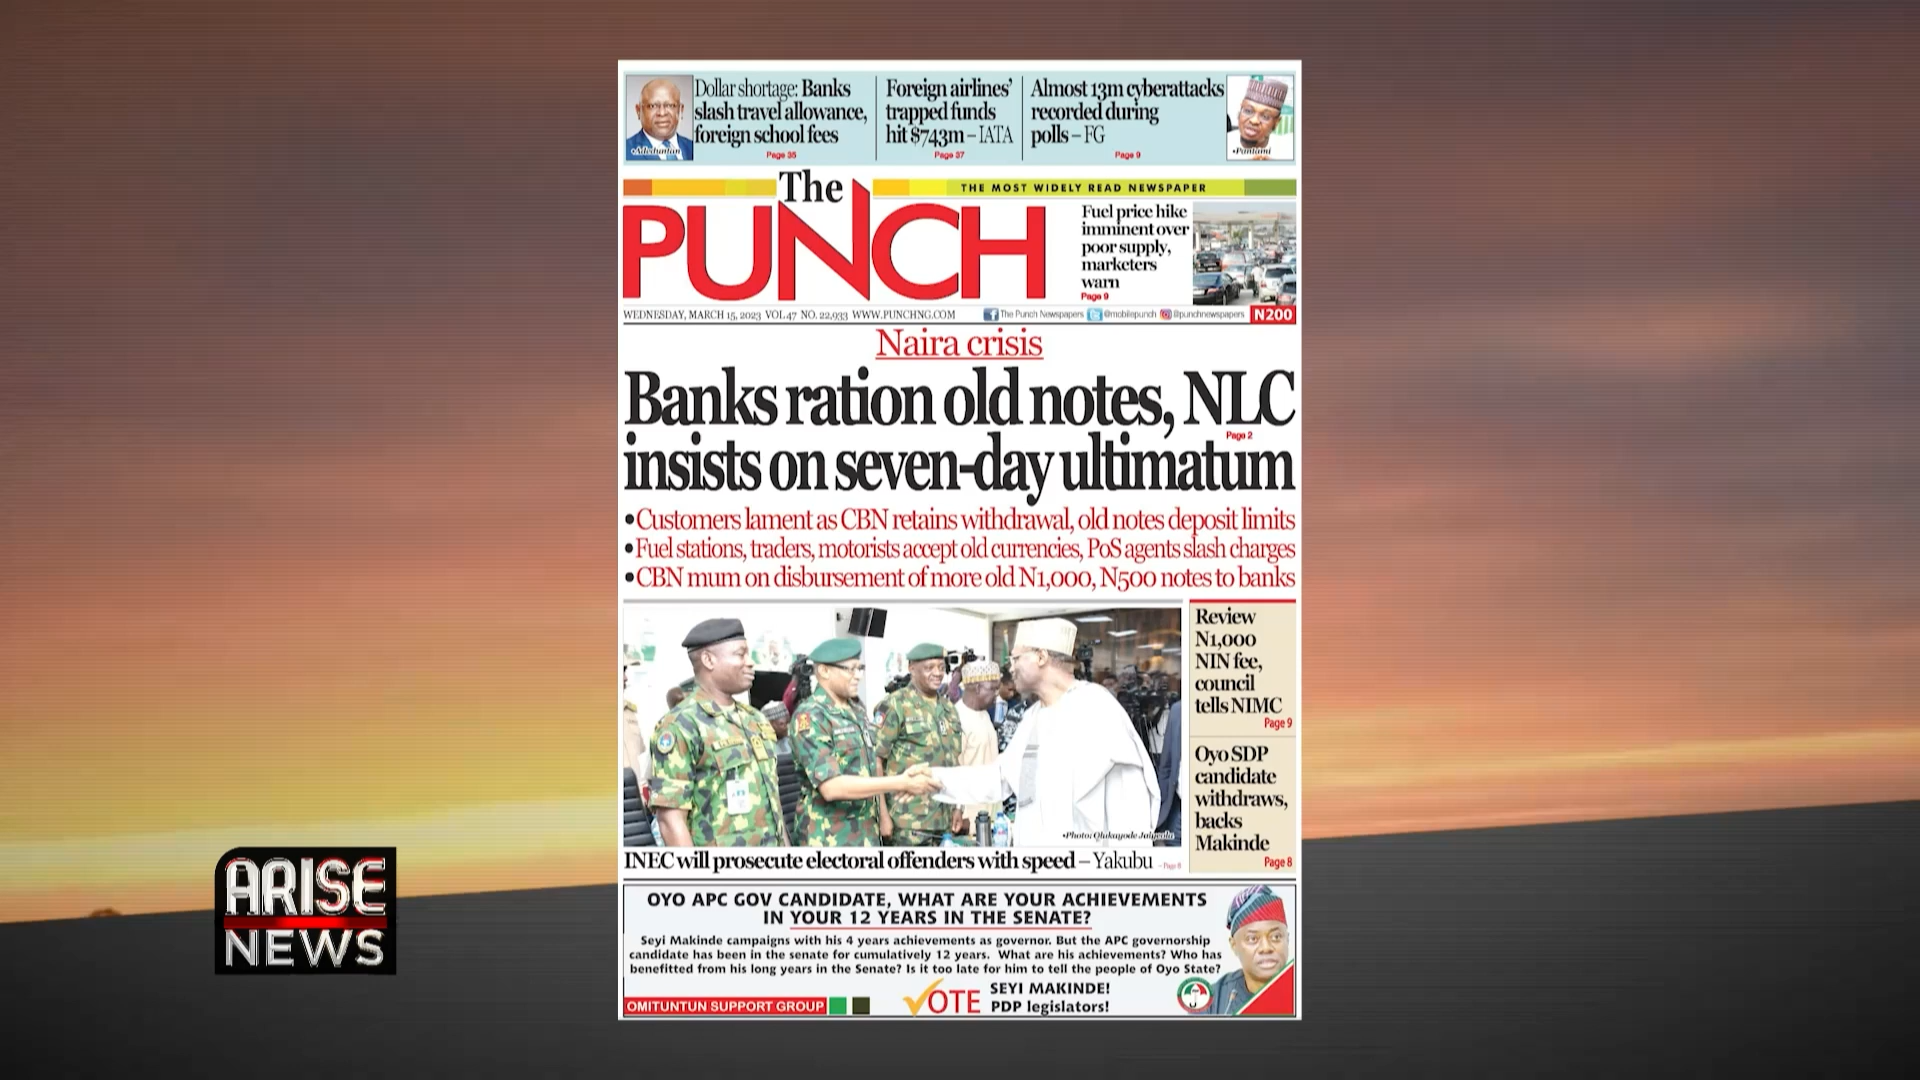 Dollar shortage: Banks
slash travel allowance,
foreign school fees
Page 35
Foreign airlines'
trapped funds
hit $743m – IATA
Page 37
Almost 13m cyberattacks
recorded during
polls – FG
Page 9
•Pantami
The
PUNCH
THE MOST WIDELY READ NEWSPAPER
Fuel price hike
imminent over
poor supply,
marketers
warn
Page 9
WEDNESDAY, MARCH 15, 2023 VOL.47 NO. 22,933 WWW.PUNCHNG.COM
The Punch Newspapers @mobilepunch @punchnewspapers N200
Naira crisis
Banks ration old notes, NLC
Page 2
insists on seven-day ultimatum
•Customers lament as CBN retains withdrawal, old notes deposit limits
•Fuel stations, traders, motorists accept old currencies, PoS agents slash charges
•CBN mum on disbursement of more old N1,000, N500 notes to banks
•Photo: Olukayode
INEC will prosecute electoral offenders with speed – Yakubu
Review
N1,000
NIN fee,
council
tells NIMC
Page 9
Oyo SDP
candidate
withdraws,
backs
Makinde
Page 8
OYO APC GOV CANDIDATE, WHAT ARE YOUR ACHIEVEMENTS
IN YOUR 12 YEARS IN THE SENATE?
Seyi Makinde campaigns with his 4 years achievements as governor. But the APC governorship
candidate has been in the senate for cumulatively 12 years. What are his achievements? Who has
benefitted from his long years in the Senate? Is it too late for him to tell the people of Oyo State?
OMITUNTUN SUPPORT GROUP
VOTE
SEYI MAKINDE!
PDP legislators!
ARISE
NEWS